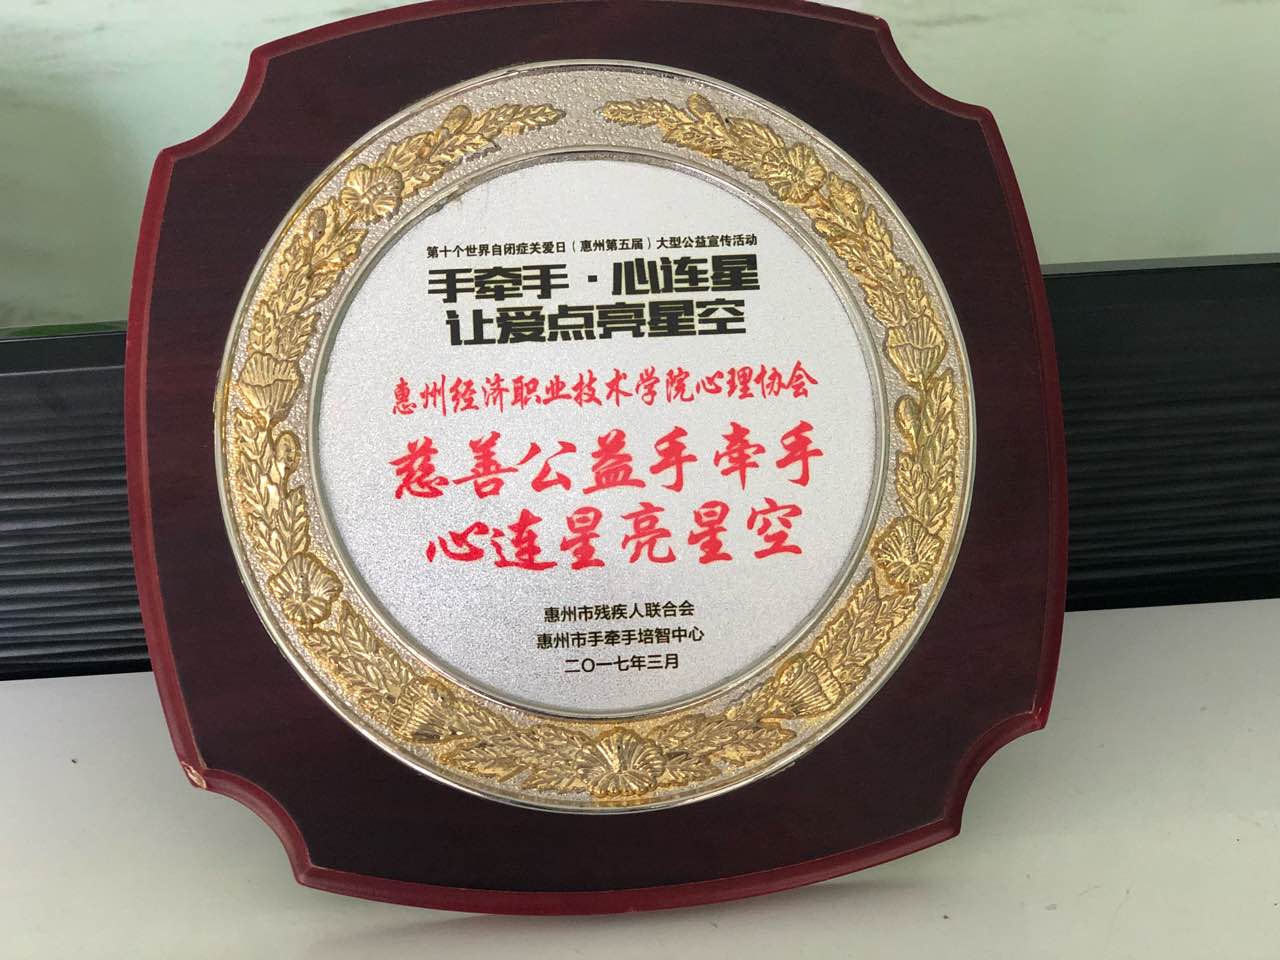 第十个世界自闭症关爱日（惠州第五届）大型公益宣传活动
手牵手·心连星
让爱点亮星空
惠州经济职业技术学院心理协会
慈善公益手牵手
心连星亮星空
惠州市残疾人联合会
惠州市手牵手培智中心
二〇一七年三月